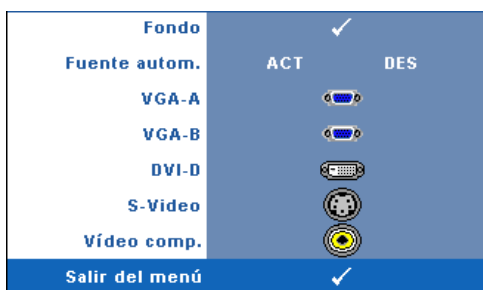 Fondo
Fuente autom. ACT DES
VGA-A
VGA-B
DVI-D
S-Video
Vídeo comp.
Salir del menú